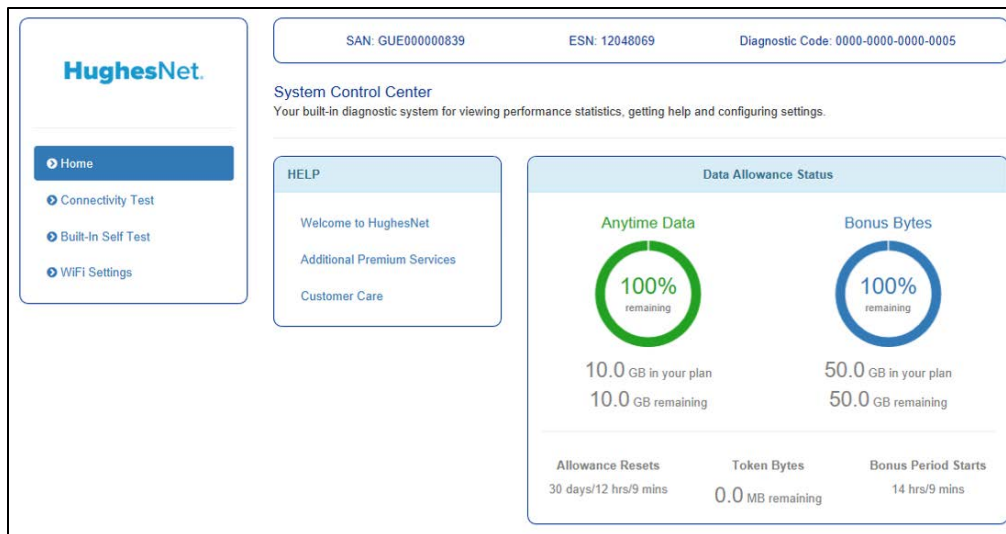 HughesNet.
Home
Connectivity Test
Built-In Self Test
WiFi Settings
SAN: GUE000000839 ESN: 12048069 Diagnostic Code: 0000-0000-0000-0005
System Control Center
Your built-in diagnostic system for viewing performance statistics, getting help and configuring settings.
HELP
Welcome to HughesNet
Additional Premium Services
Customer Care
Data Allowance Status
Anytime Data
100%
remaining
10.0 GB in your plan
10.0 GB remaining
Bonus Bytes
100%
remaining
50.0 GB in your plan
50.0 GB remaining
Allowance Resets
30 days/12 hrs/9 mins
Token Bytes
0.0 MB remaining
Bonus Period Starts
14 hrs/9 mins